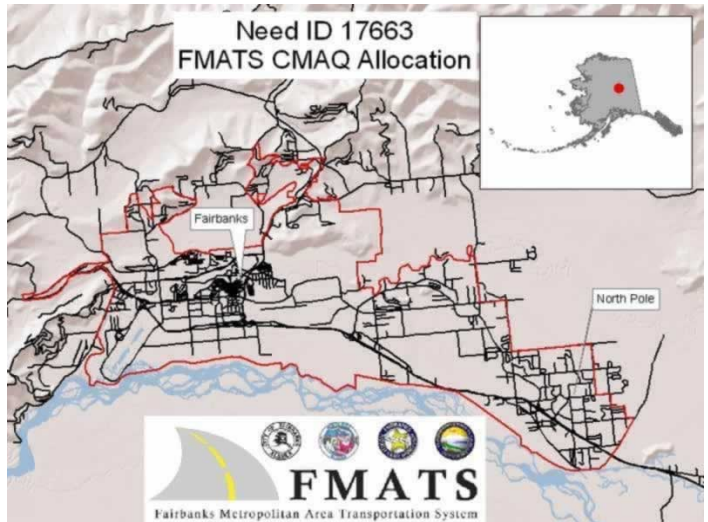 Need ID 17663
FMATS CMAQ Allocation
Fairbanks
North Pole
FMATS
Fairbanks Metropolitan Area Transportation System